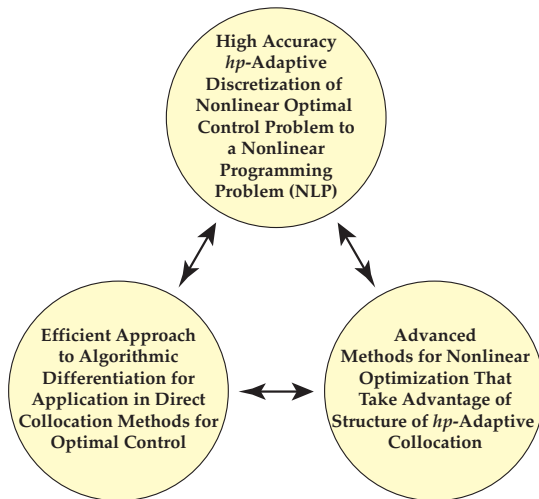 High Accuracy
hp-Adaptive
Discretization of
Nonlinear Optimal
Control Problem to
a Nonlinear
Programming
Problem (NLP)
Efficient Approach
to Algorithmic
Differentiation for
Application in Direct
Collocation Methods for
Optimal Control
Advanced
Methods for Nonlinear
Optimization That
Take Advantage of
Structure of hp-Adaptive
Collocation